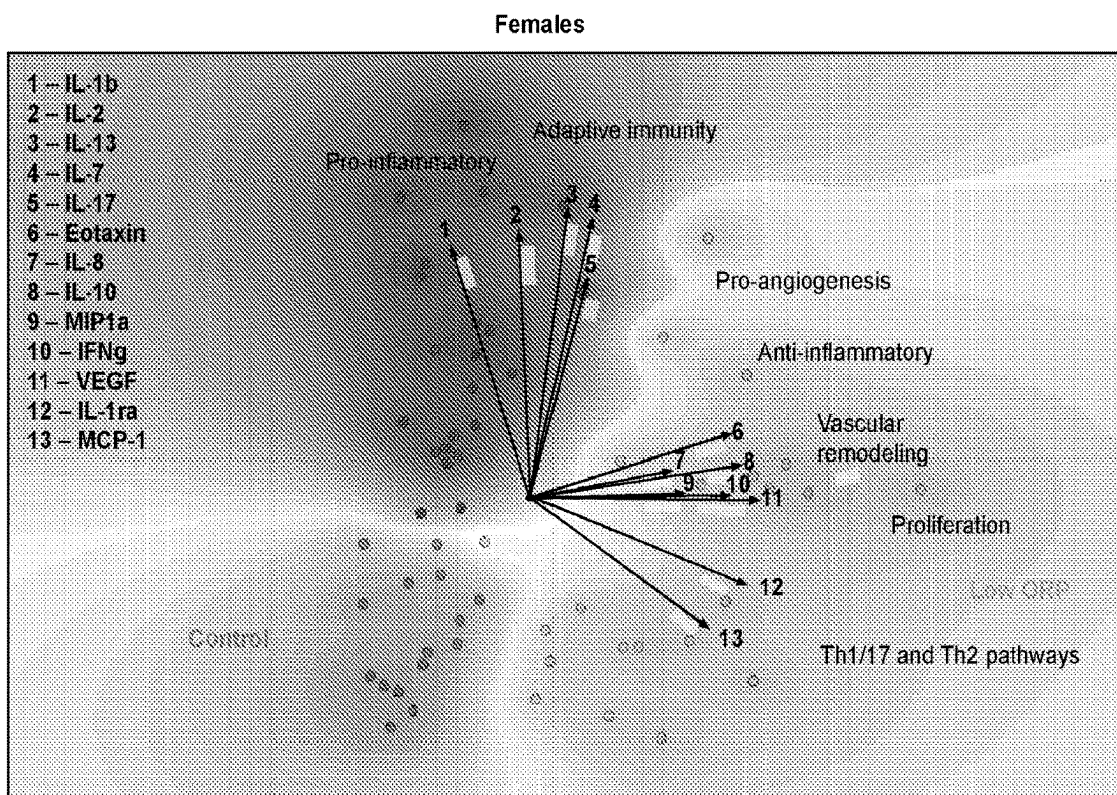 Females
1 – IL-1b
2 – IL-2
3 – IL-13
4 – IL-7
5 – IL-17
6 – Eotaxin
7 – IL-8
8 – IL-10
9 – MIP1a
10 – IFNg
11 – VEGF
12 – IL-1ra
13 – MCP-1
Adaptive immunity
Pro-inflammatory
1
2
3
4
5
Pro-angiogenesis
Anti-inflammatory
Vascular
remodeling
6
7
8
9
10
11
Proliferation
12
Low ORP
13
Control
Th1/17 and Th2 pathways